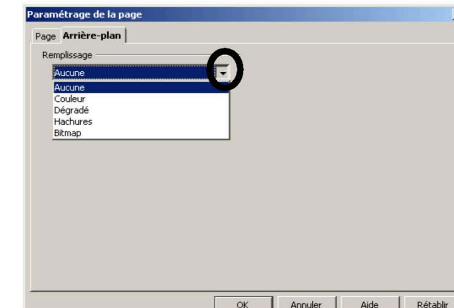 Paramétrage de la page
Page Arrière-plan
Remplissage
Aucune
Aucune
Couleur
Dégradé
Hachures
Bitmap
OK Annuler Aide Rétablir